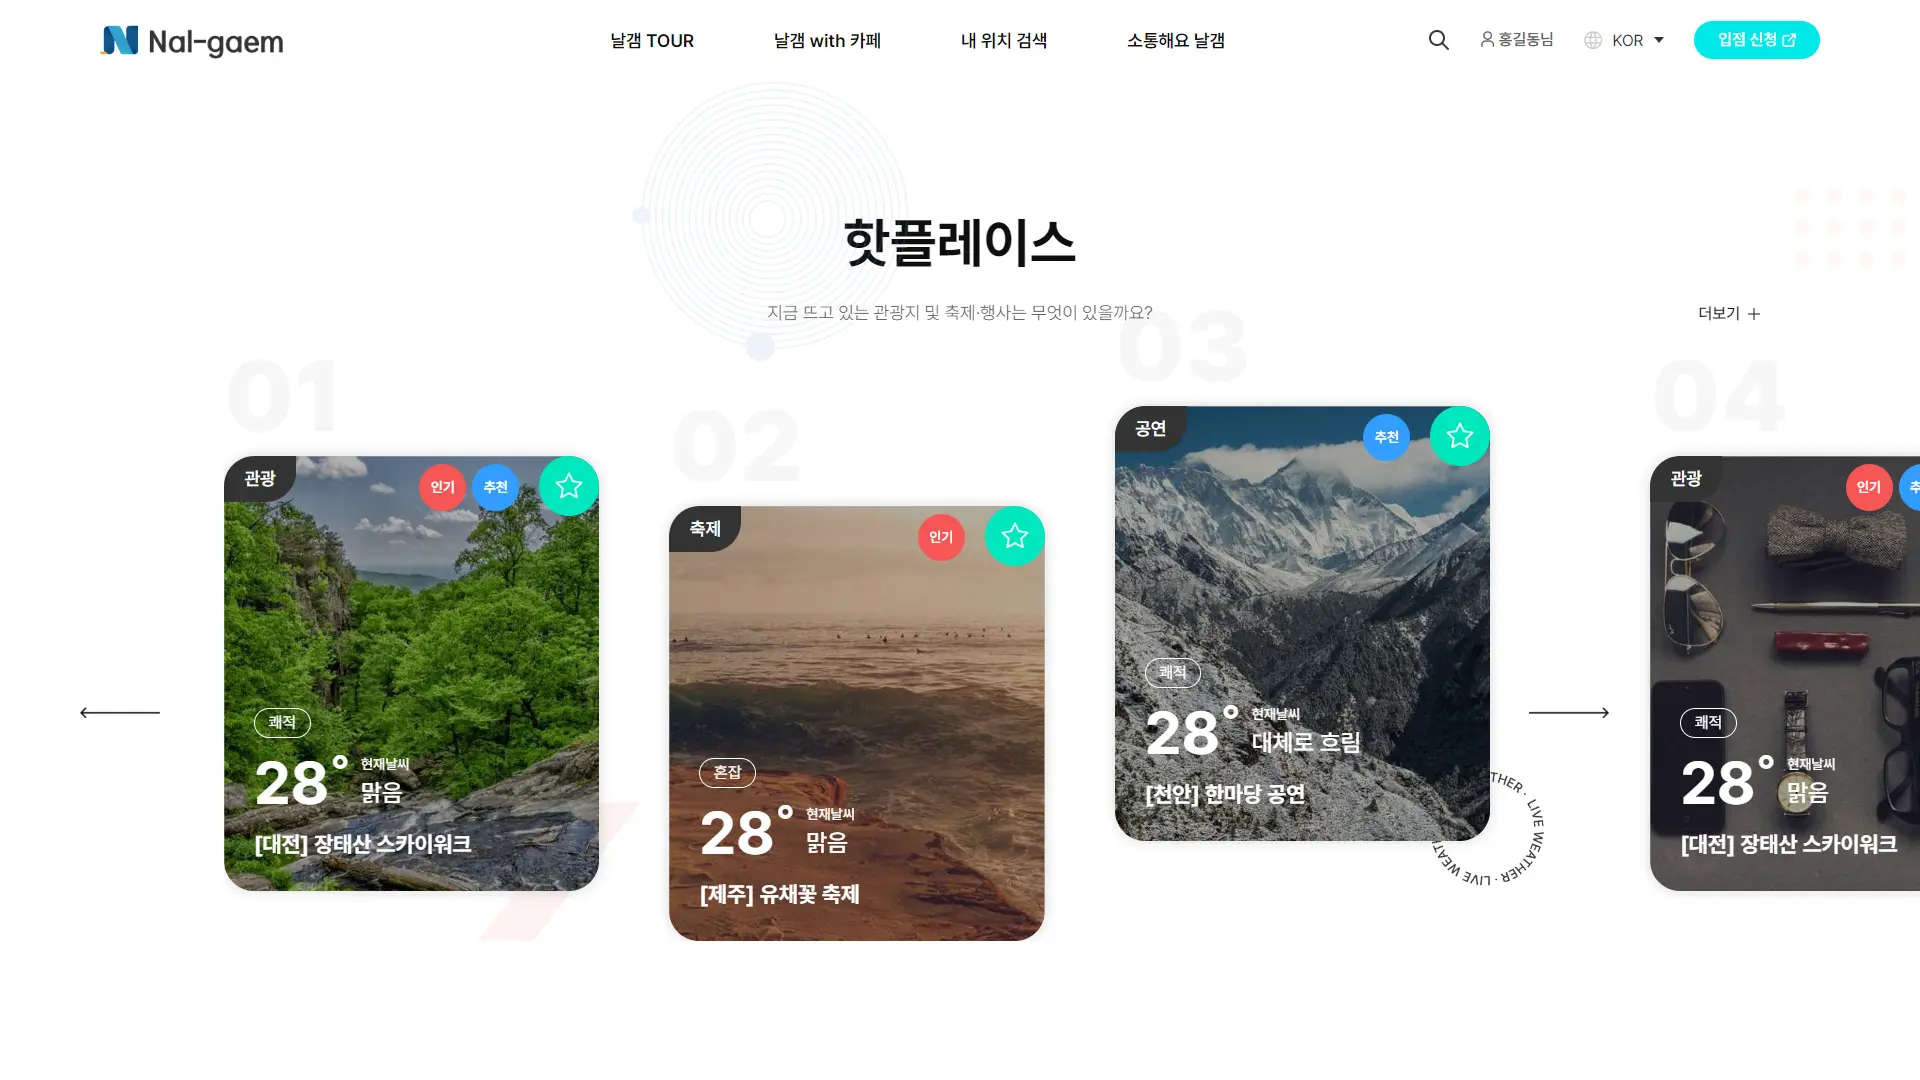 Nal-gaem
날갬 TOUR
날갬 with 카페
내 위치 검색
소통해요 날갬
홍길동님
KOR
입점 신청
핫플레이스
지금 뜨고 있는 관광지 및 축제·행사는 무엇이 있을까요?
더보기
01
관광
인기
추천
쾌적
28°
현재날씨
맑음
[대전] 장태산 스카이워크
02
축제
인기
혼잡
28°
현재날씨
맑음
[제주] 유채꽃 축제
03
공연
추천
쾌적
28°
현재날씨
대체로 흐림
[천안] 한마당 공연
THER · LIVE WEATHER · LIVE WEATH
04
관광
인기
쾌적
28°
현재날씨
맑음
[대전] 장태산 스카이워크